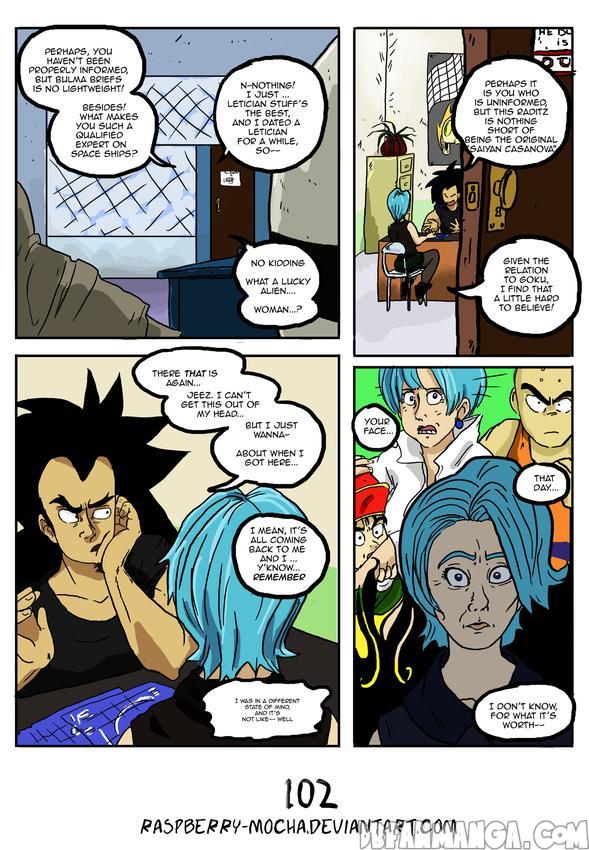 PERHAPS, YOU
HAVEN'T BEEN
PROPERLY INFORMED,
BUT BULMA BRIEFS
IS NO LIGHTWEIGHT!
BESIDES!
WHAT MAKES
YOU SUCH A
QUALIFIED
EXPERT ON
SPACE SHIPS?
N-NOTHING!
I JUST ...
LETICIAN STUFF'S
THE BEST,
AND I DATED A
LETICIAN
FOR A WHILE,
SO--
NO KIDDING
WHAT A LUCKY
ALIEN....
WOMAN...?
IS
PERHAPS IT
IS YOU WHO
IS UNINFORMED,
BUT THIS RADITZ
IS NOTHING
SHORT OF
BEING THE ORIGINAL
"SAIYAN CASANOVA"
GIVEN THE
RELATION
TO GOKU,
I FIND THAT
A LITTLE HARD
TO BELIEVE!
THERE THAT IS
AGAIN...
JEEZ. I CAN'T
GET THIS OUT OF
MY HEAD...
BUT I JUST
WANNA-
ABOUT WHEN I
GOT HERE...
I MEAN, IT'S
ALL COMING
BACK TO ME
AND I ...
Y'KNOW...
REMEMBER
I WAS IN A DIFFERENT
STATE OF MIND,
AND IT'S
NOT LIKE-- WELL
YOUR
FACE...
THAT
DAY....
I DON'T KNOW,
FOR WHAT IT'S
WORTH--
102
RASPBERRY-MOCHA.DEVIANTART.COM
DBFANMANGA.COM